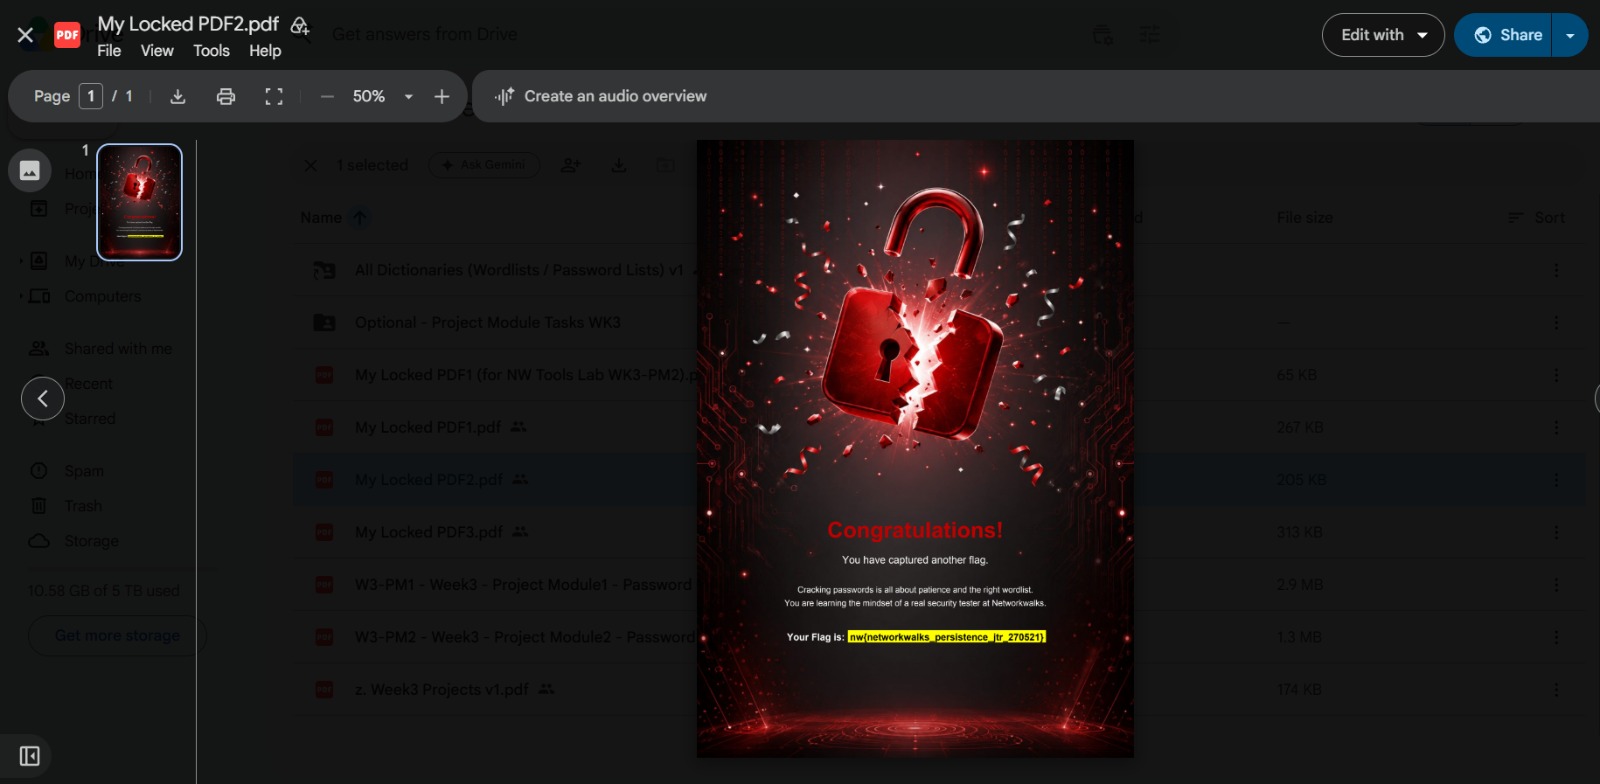 My Locked PDF2.pdf
Get answers from Drive
File View Tools Help
Edit with
Share
Page 1 / 1
50%
Create an audio overview
1
1 selected
Ask Gemini
Name
File size
Sort
My Drive
Computers
Shared with me
Recent
Starred
Spam
Trash
Storage
10.58 GB of 5 TB used
Get more storage
All Dictionaries (Wordlists / Password Lists) v1
Optional - Project Module Tasks WK3
—
My Locked PDF1 (for NW Tools Lab WK3-PM2).p
65 KB
My Locked PDF1.pdf
267 KB
My Locked PDF2.pdf
205 KB
My Locked PDF3.pdf
313 KB
W3-PM1 - Week3 - Project Module1 - Password
2.9 MB
W3-PM2 - Week3 - Project Module2 - Password
1.3 MB
z. Week3 Projects v1.pdf
174 KB
Congratulations!
You have captured another flag.
Cracking passwords is all about patience and the right wordlist.
You are learning the mindset of a real security tester at Networkwalks.
Your Flag is: nw{networkwalks_persistence_jtr_270521}